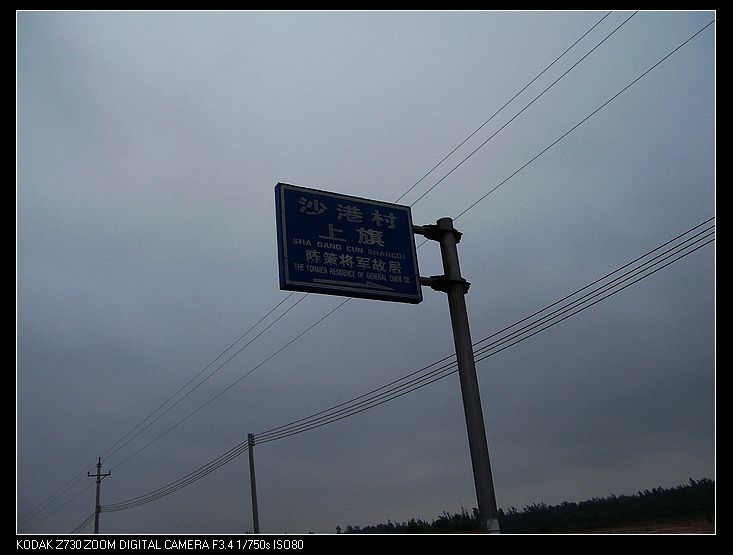 沙港村
上旗
SHA GANG CUN SHANGQI
陈策将军故居
THE FORMER RESIDENCE OF GENERAL CHEN CE
KODAK Z730 ZOOM DIGITAL CAMERA F3.4 1/750s ISO80